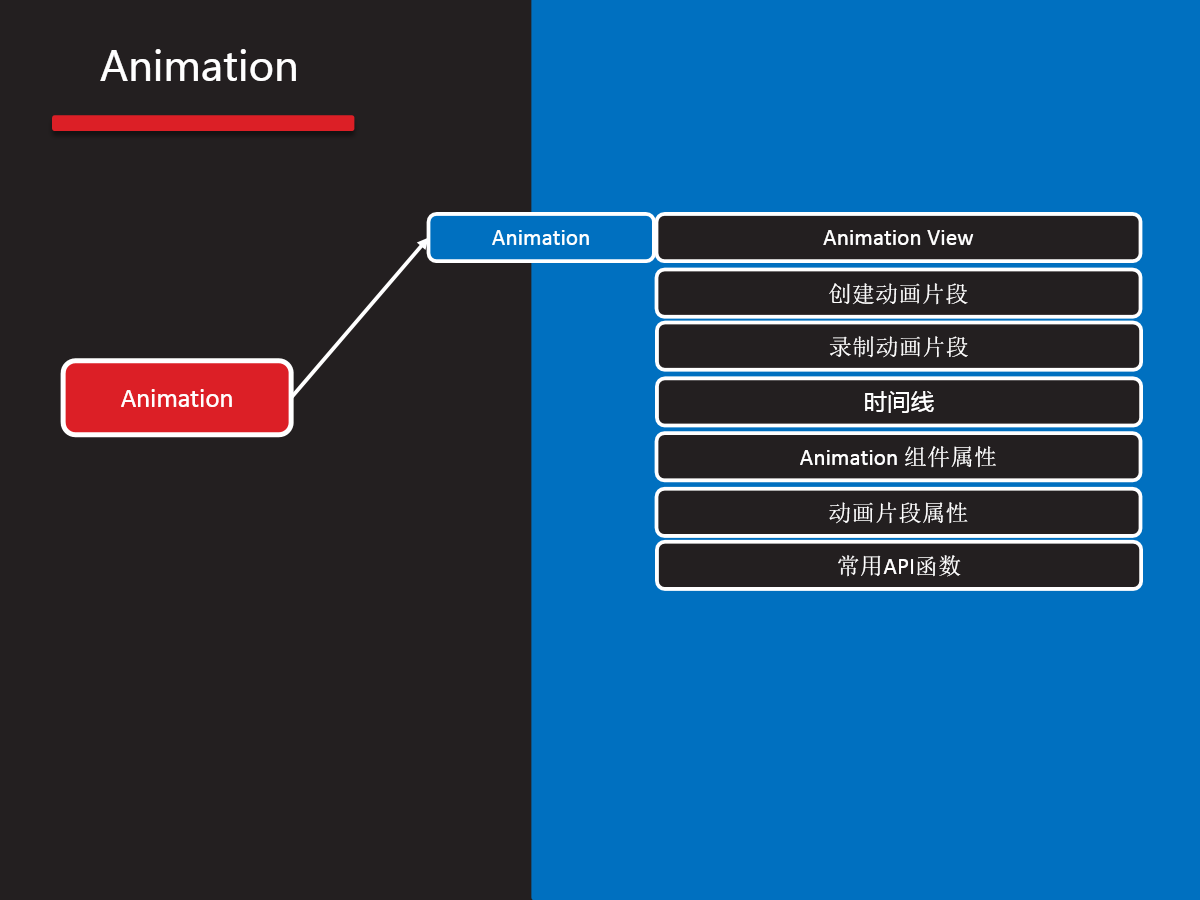 Animation
Animation
Animation View
创建动画片段
录制动画片段
Animation
时间线
Animation 组件属性
动画片段属性
常用API函数